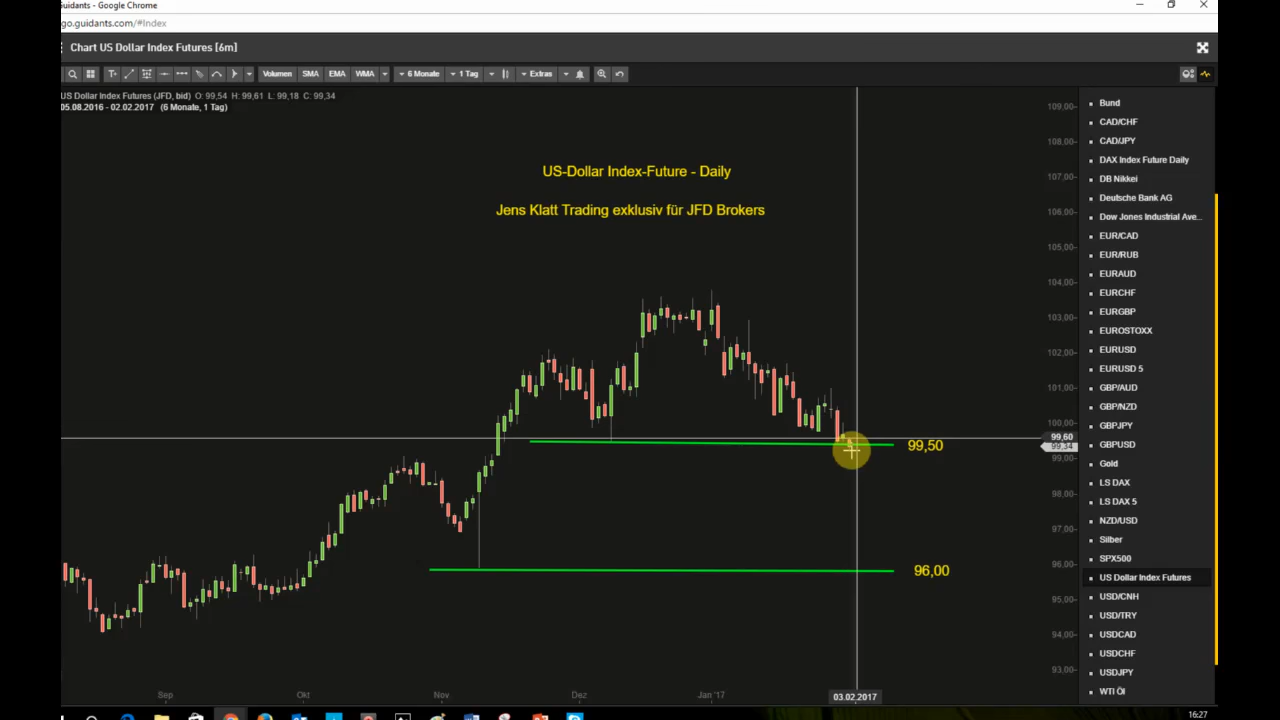 Guidants - Google Chrome
go.guidants.com/#Index
Chart US Dollar Index Futures [6m]
Volumen SMA EMA WMA 6 Monate 1 Tag Extras
US Dollar Index Futures (JFD, bid) O: 99,54 H: 99,61 L: 99,18 C: 99,34
05.08.2016 - 02.02.2017 (6 Monate, 1 Tag)
US-Dollar Index-Future - Daily
Jens Klatt Trading exklusiv für JFD Brokers
109,00
108,00
107,00
106,00
105,00
104,00
103,00
102,00
101,00
100,00
99,60
99,34
99,00
98,00
97,00
96,00
95,00
94,00
93,00
99,50
96,00
Sep Okt Nov Dez Jan '17 03.02.2017
Bund
CAD/CHF
CAD/JPY
DAX Index Future Daily
DB Nikkei
Deutsche Bank AG
Dow Jones Industrial Ave...
EUR/CAD
EUR/RUB
EURAUD
EURCHF
EURGBP
EUROSTOXX
EURUSD
EURUSD 5
GBP/AUD
GBP/NZD
GBPJPY
GBPUSD
Gold
LS DAX
LS DAX 5
NZD/USD
Silber
SPX500
US Dollar Index Futures
USD/CNH
USD/TRY
USDCAD
USDCHF
USDJPY
WTI Öl
16:27